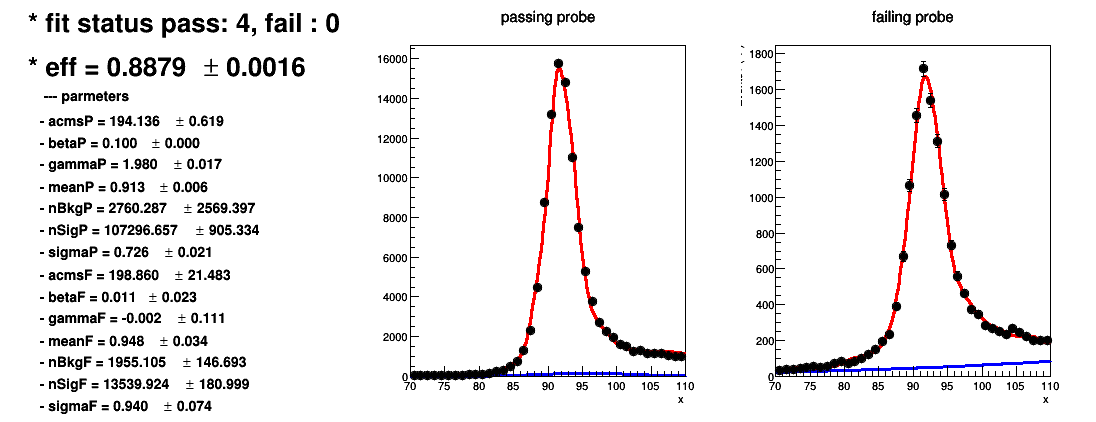 * fit status pass: 4, fail : 0
* eff = 0.8879 ± 0.0016
--- parmeters
- acmsP = 194.136 ± 0.619
- betaP = 0.100 ± 0.000
- gammaP = 1.980 ± 0.017
- meanP = 0.913 ± 0.006
- nBkgP = 2760.287 ± 2569.397
- nSigP = 107296.657 ± 905.334
- sigmaP = 0.726 ± 0.021
- acmsF = 198.860 ± 21.483
- betaF = 0.011 ± 0.023
- gammaF = -0.002 ± 0.111
- meanF = 0.948 ± 0.034
- nBkgF = 1955.105 ± 146.693
- nSigF = 13539.924 ± 180.999
- sigmaF = 0.940 ± 0.074
passing probe
16000
14000
12000
10000
8000
6000
4000
2000
0
70 75 80 85 90 95 100 105 110
x
failing probe
1800
1600
1400
1200
1000
800
600
400
200
0
70 75 80 85 90 95 100 105 110
x